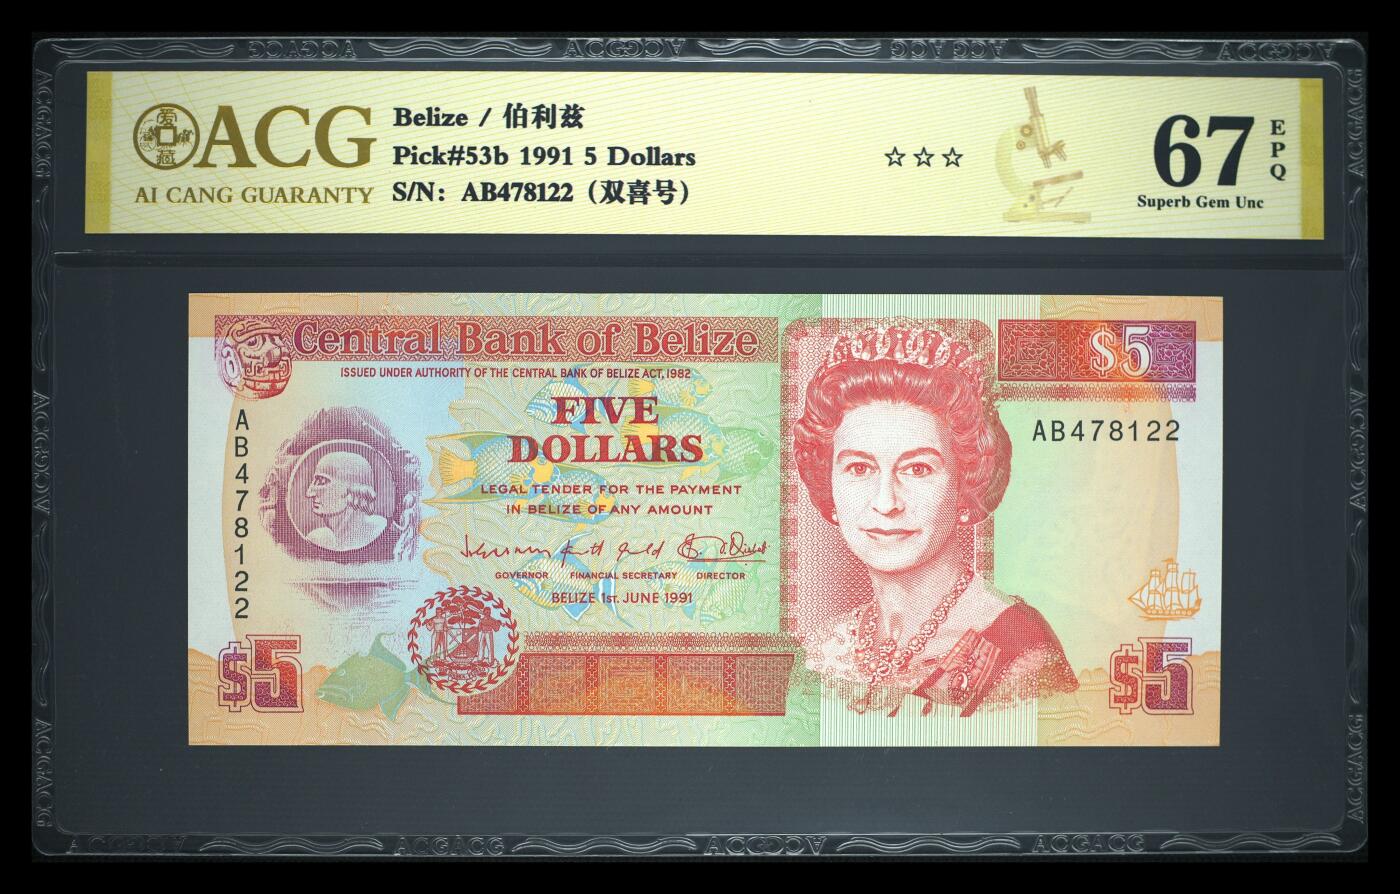 ACG
AI CANG GUARANTY
Belize / 伯利兹
Pick#53b 1991 5 Dollars
S/N: AB478122 (双喜号)
☆☆☆
67
EPQ
Superb Gem Unc
Central Bank of Belize
$5
ISSUED UNDER AUTHORITY OF THE CENTRAL BANK OF BELIZE ACT, 1982
FIVE
DOLLARS
AB478122
AB478122
LEGAL TENDER FOR THE PAYMENT
IN BELIZE OF ANY AMOUNT
GOVERNOR FINANCIAL SECRETARY DIRECTOR
BELIZE 1ST. JUNE 1991
$5
$5